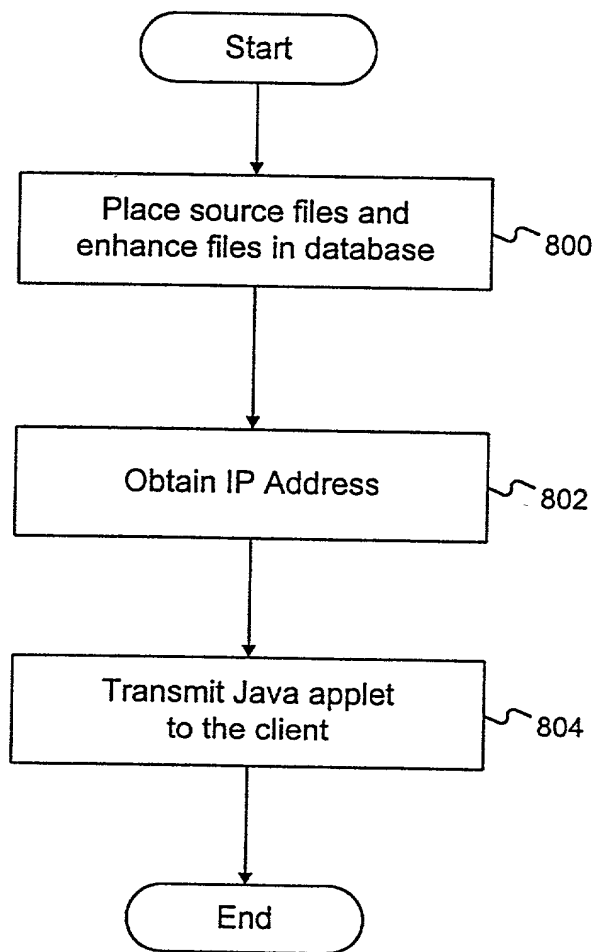 Start
Place source files and
enhance files in database
800
Obtain IP Address
802
Transmit Java applet
to the client
804
End